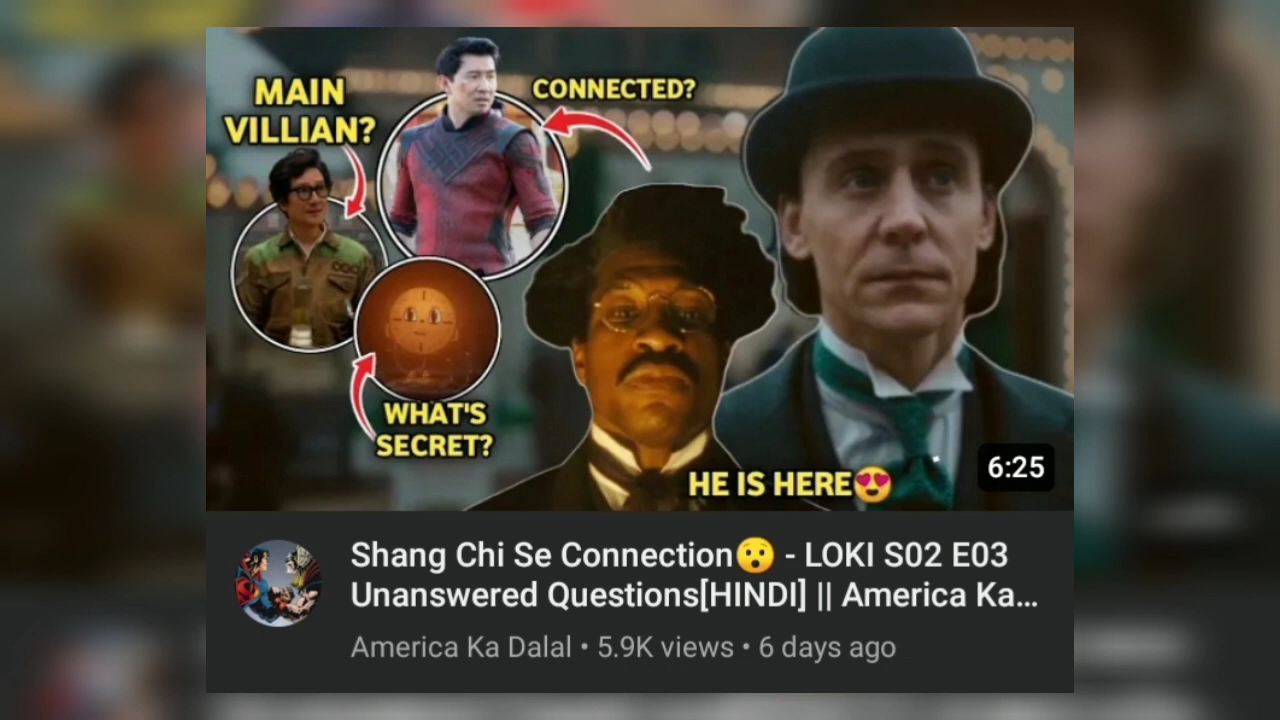 MAIN
VILLIAN?
CONNECTED?
WHAT'S
SECRET?
HE IS HERE😍
6:25
Shang Chi Se Connection😯 - LOKI S02 E03
Unanswered Questions[HINDI] || America Ka...
America Ka Dalal • 5.9K views • 6 days ago